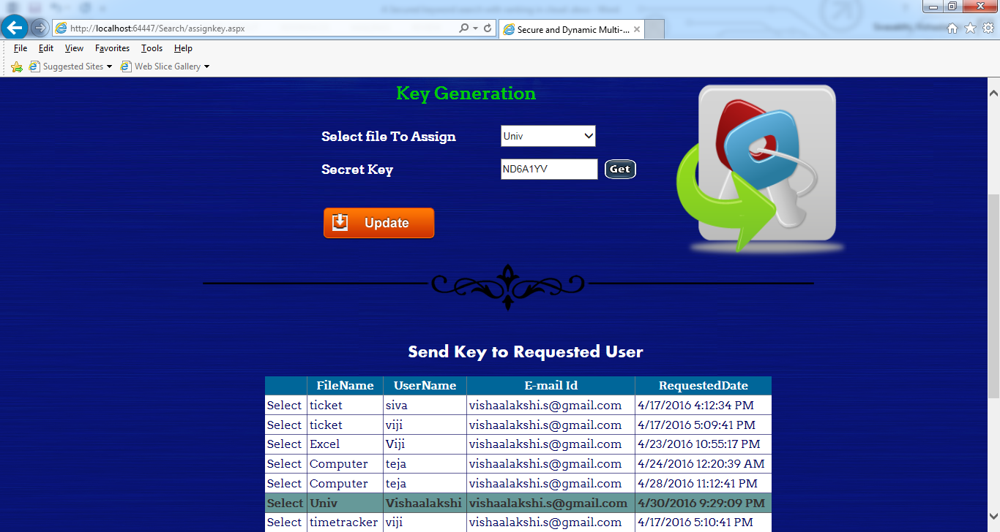 http://localhost:64447/Search/assignkey.aspx
Secure and Dynamic Multi-...
File Edit View Favorites Tools Help
Suggested Sites Web Slice Gallery
Key Generation
Select file To Assign Univ
Secret Key ND6A1YV Get
Update
Send Key to Requested User
FileName UserName E-mail Id RequestedDate
Select ticket siva vishaalakshi.s@gmail.com 4/17/2016 4:12:34 PM
Select ticket viji vishaalakshi.s@gmail.com 4/17/2016 5:09:41 PM
Select Excel Viji vishaalakshi.s@gmail.com 4/23/2016 10:55:17 PM
Select Computer teja vishaalakshi.s@gmail.com 4/24/2016 12:20:39 AM
Select Computer teja vishaalakshi.s@gmail.com 4/28/2016 11:12:41 PM
Select Univ Vishaalakshi vishaalakshi.s@gmail.com 4/30/2016 9:29:09 PM
Select timetracker viji vishaalakshi.s@gmail.com 4/17/2016 5:10:41 PM